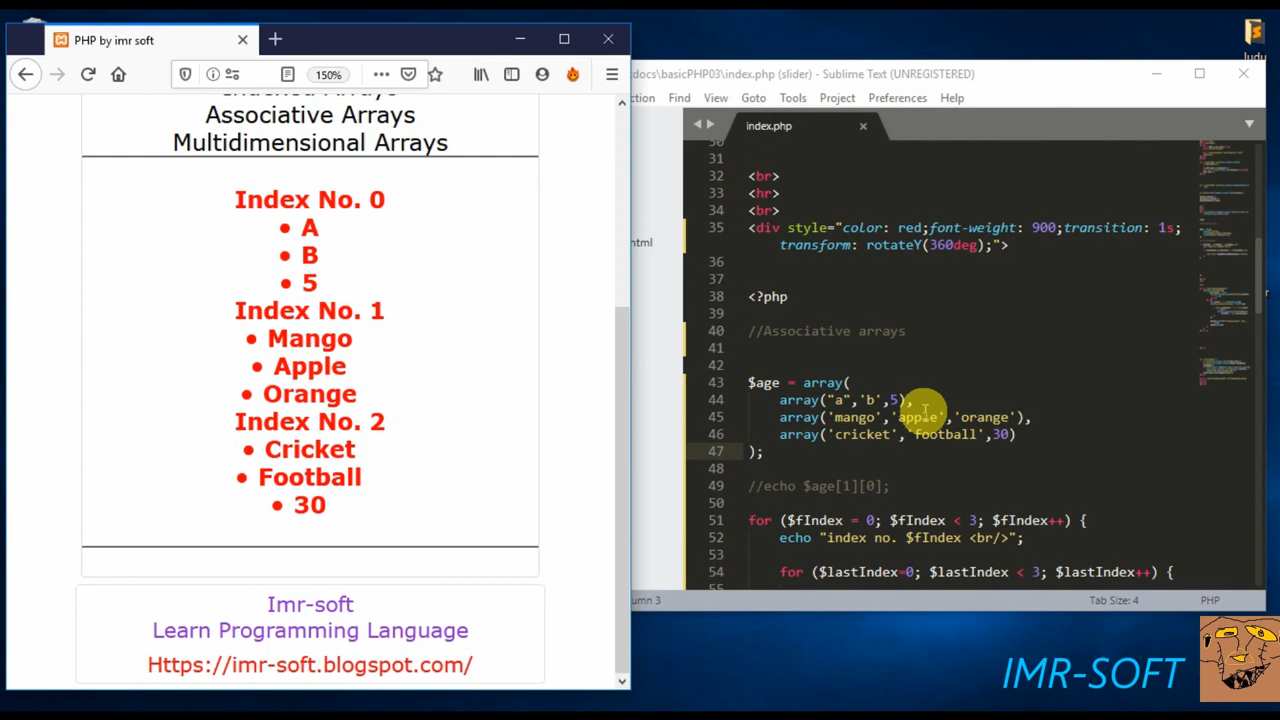 PHP by imr soft
150%
Indexed Arrays
Associative Arrays
Multidimensional Arrays
Index No. 0
• A
• B
• 5
Index No. 1
• Mango
• Apple
• Orange
Index No. 2
• Cricket
• Football
• 30
Imr-soft
Learn Programming Language
Https://imr-soft.blogspot.com/
docs\basicPHP03\index.php (slider) - Sublime Text (UNREGISTERED)
ction Find View Goto Tools Project Preferences Help
index.php
html
30
31
32 <br>
33 <hr>
34 <br>
35 <div style="color: red;font-weight: 900;transition: 1s;
transform: rotateY(360deg);">
36
37
38 <?php
39
40 //Associative arrays
41
42
43 $age = array(
44 array("a",'b',5),
45 array('mango','apple','orange'),
46 array('cricket','football',30)
47 );
48
49 //echo $age[1][0];
50
51 for ($fIndex = 0; $fIndex < 3; $fIndex++) {
52 echo "index no. $fIndex <br/>";
53
54 for ($lastIndex=0; $lastIndex < 3; $lastIndex++) {
umn 3 Tab Size: 4 PHP
ludu
IMR-SOFT